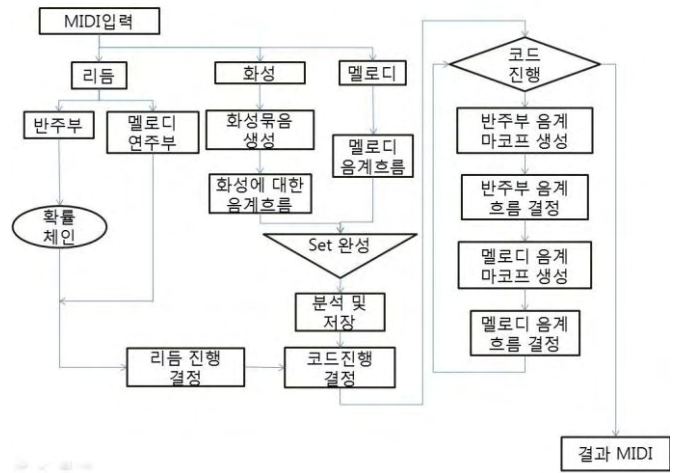 MIDI입력
리듬
화성
멜로디
반주부
멜로디
연주부
화성묶음
생성
멜로디
음계흐름
화성에 대한
음계흐름
확률
체인
Set 완성
분석 및
저장
리듬 진행
결정
코드진행
결정
코드
진행
반주부 음계
마코프 생성
반주부 음계
흐름 결정
멜로디 음계
마코프 생성
멜로디 음계
흐름 결정
결과 MIDI